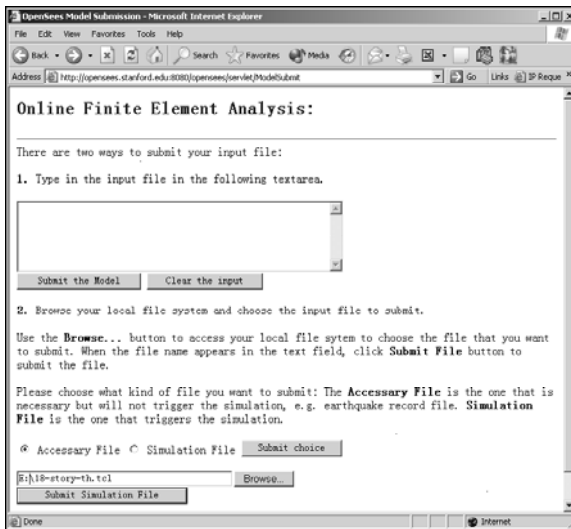 OpenSees Model Submission - Microsoft Internet Explorer
File Edit View Favorites Tools Help
Back Search Favorites Media
Address http://opensees.stanford.edu:8080/opensees/servlet/ModelSubmit Go Links IP Reque
Online Finite Element Analysis:
There are two ways to submit your input file:
1. Type in the input file in the following textarea.
Submit the Model Clear the input
2. Browse your local file system and choose the input file to submit.
Use the Browse... button to access your local file sytem to choose the file that you want
to submit. When the file name appears in the text field, click Submit File button to
submit the file.
Please choose what kind of file you want to submit: The Accessary File is the one that is
necessary but will not trigger the simulation, e.g. earthquake record file. Simulation
File is the one that triggers the simulation.
Accessary File Simulation File Submit choice
E:\18-story-th.tcl Browse...
Submit Simulation File
Done Internet